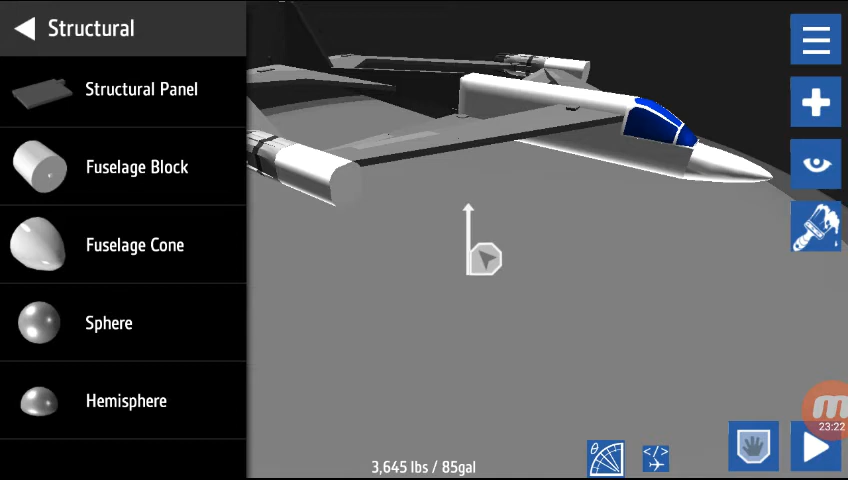 Structural
Structural Panel
Fuselage Block
Fuselage Cone
Sphere
Hemisphere
θ
</>
23:22
3,645 lbs / 85gal